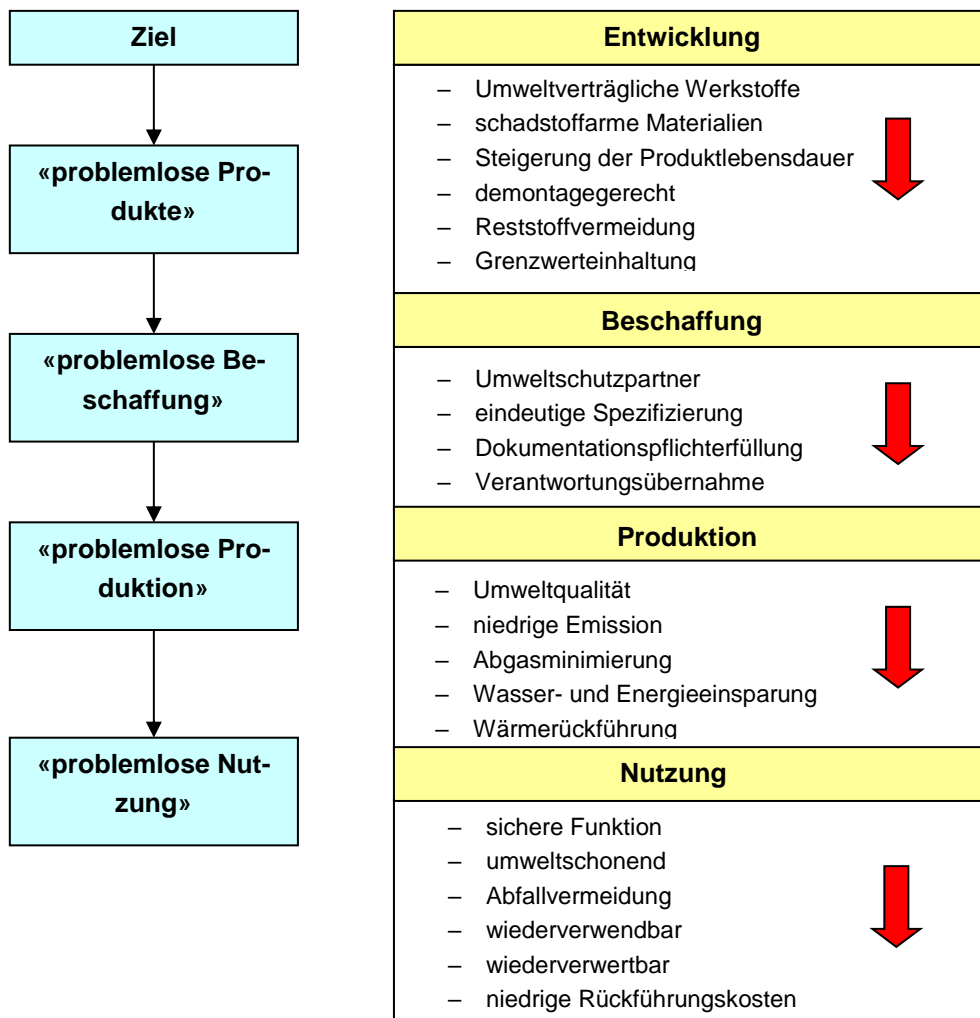 Ziel
«problemlose Pro-
dukte»
«problemlose Be-
schaffung»
«problemlose Pro-
duktion»
«problemlose Nut-
zung»
Entwicklung
– Umweltverträgliche Werkstoffe
– schadstoffarme Materialien
– Steigerung der Produktlebensdauer
– demontagegerecht
– Reststoffvermeidung
– Grenzwerteinhaltung
Beschaffung
– Umweltschutzpartner
– eindeutige Spezifizierung
– Dokumentationspflichterfüllung
– Verantwortungsübernahme
Produktion
– Umweltqualität
– niedrige Emission
– Abgasminimierung
– Wasser- und Energieeinsparung
– Wärmerückführung
Nutzung
– sichere Funktion
– umweltschonend
– Abfallvermeidung
– wiederverwendbar
– wiederverwertbar
– niedrige Rückführungskosten